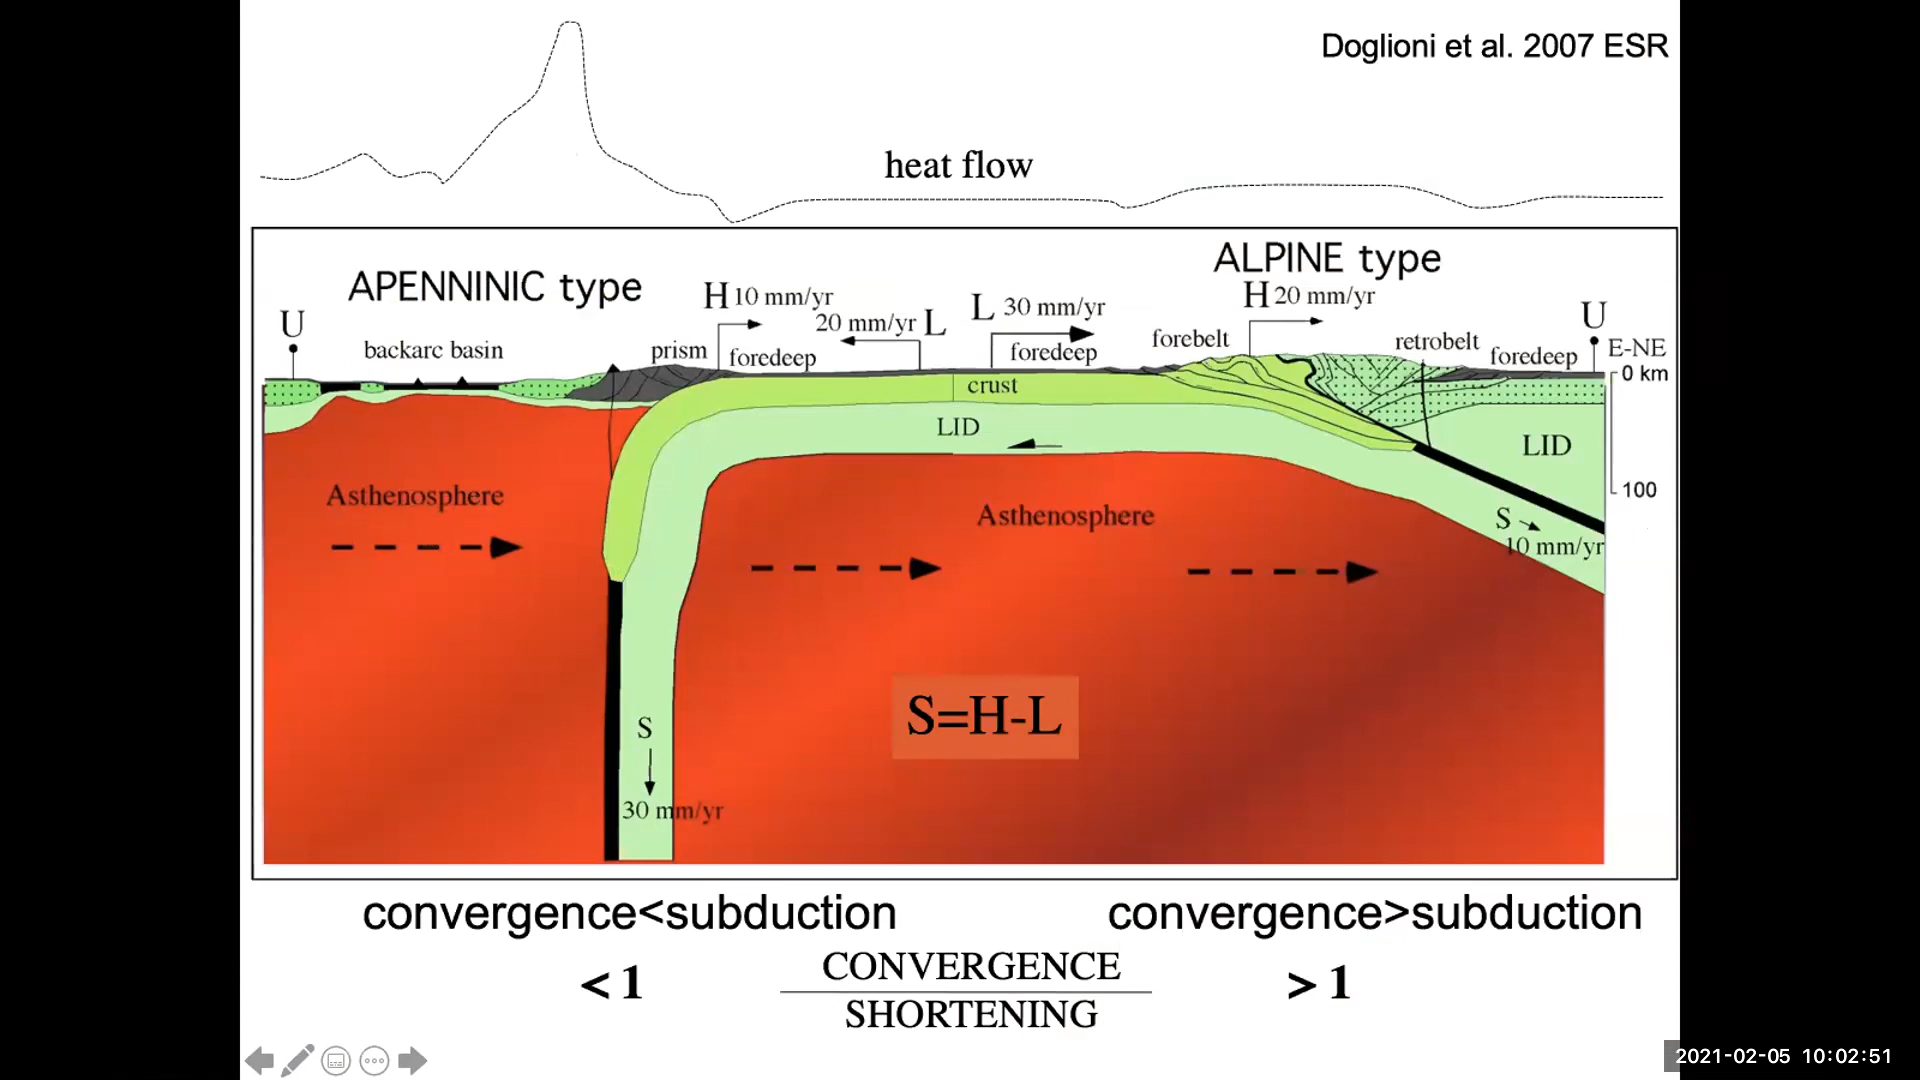 Doglioni et al. 2007 ESR
heat flow
APENNINIC type
ALPINE type
H 10 mm/yr
20 mm/yr L
L 30 mm/yr
H 20 mm/yr
U
U
backarc basin
prism
foredeep
foredeep
forebelt
retrobelt
foredeep
E-NE
0 km
crust
LID
LID
100
Asthenosphere
Asthenosphere
S
10 mm/yr
S=H-L
S
30 mm/yr
convergence<subduction
convergence>subduction
< 1
CONVERGENCE
SHORTENING
> 1
2021-02-05 10:02:51